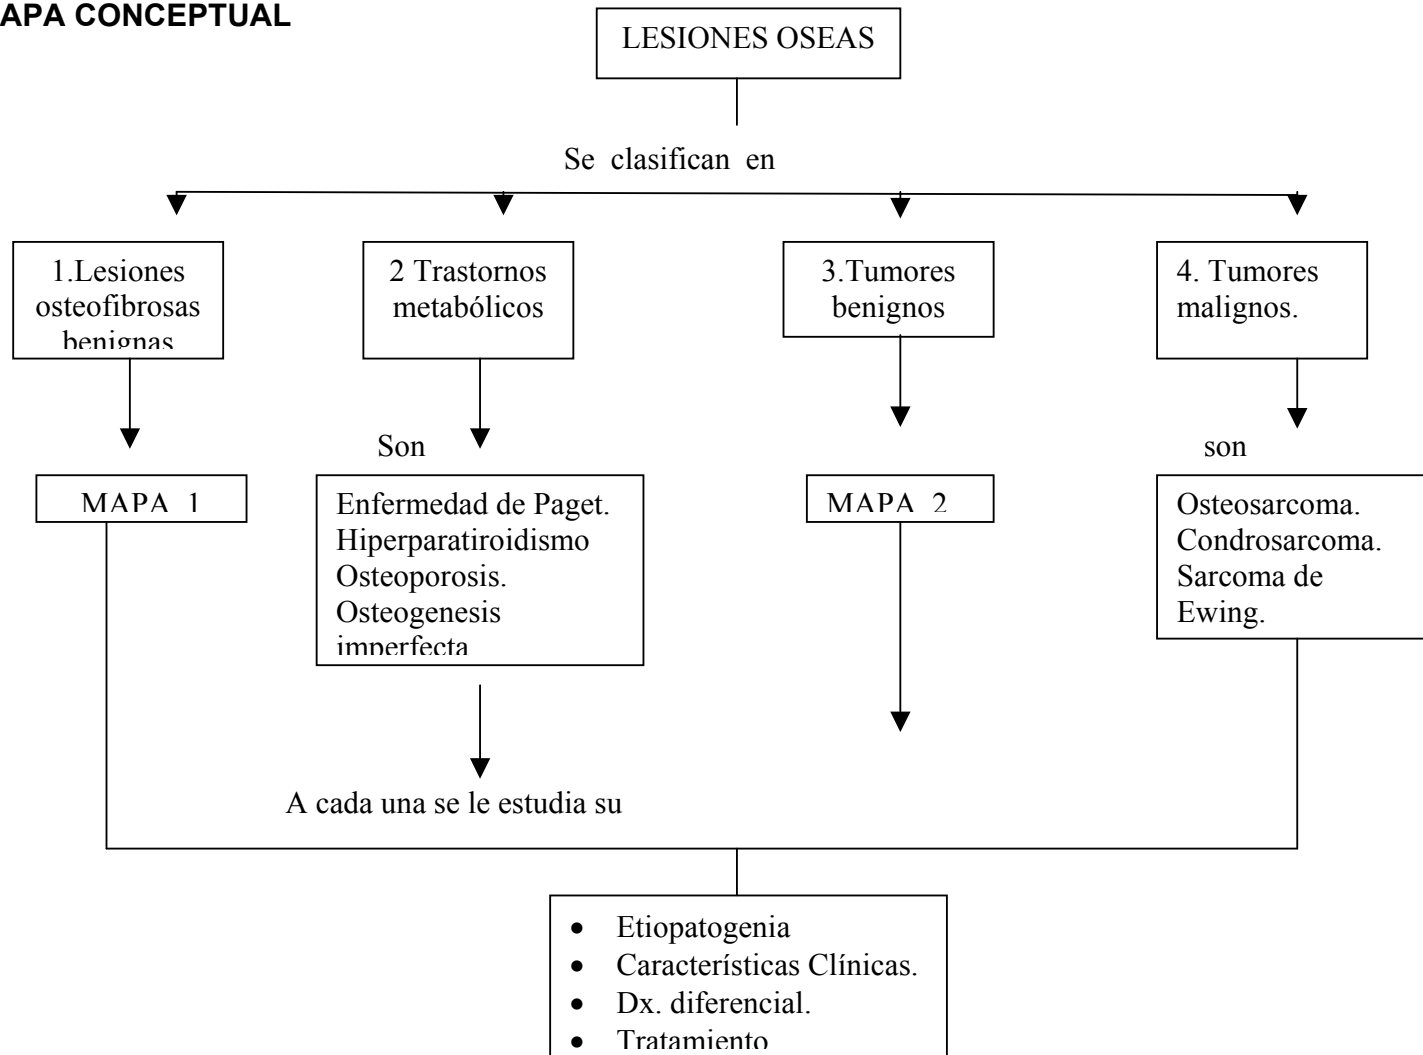 APA CONCEPTUAL
LESIONES OSEAS
Se clasifican en
1.Lesiones
osteofibrosas
benignas
2 Trastornos
metabólicos
3.Tumores
benignos
4. Tumores
malignos.
Son
son
MAPA 1
Enfermedad de Paget.
Hiperparatiroidismo
Osteoporosis.
Osteogenesis
imperfecta
MAPA 2
Osteosarcoma.
Condrosarcoma.
Sarcoma de
Ewing.
A cada una se le estudia su
• Etiopatogenia
• Características Clínicas.
• Dx. diferencial.
• Tratamiento